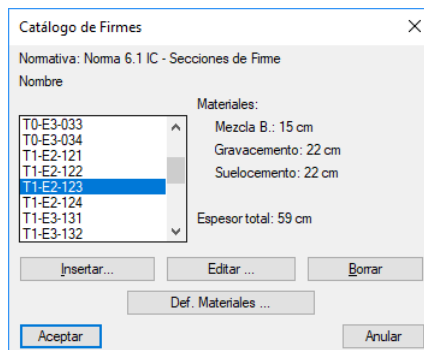 Catálogo de Firmes
Normativa: Norma 6.1 IC - Secciones de Firme
Nombre
Materiales:
T0-E3-033
T0-E3-034
T1-E2-121
T1-E2-122
T1-E2-123
T1-E2-124
T1-E3-131
T1-E3-132
Mezcla B.: 15 cm
Gravacemento: 22 cm
Suelocemento: 22 cm
Espesor total: 59 cm
Insertar...
Editar ...
Borrar
Def. Materiales ...
Aceptar
Anular